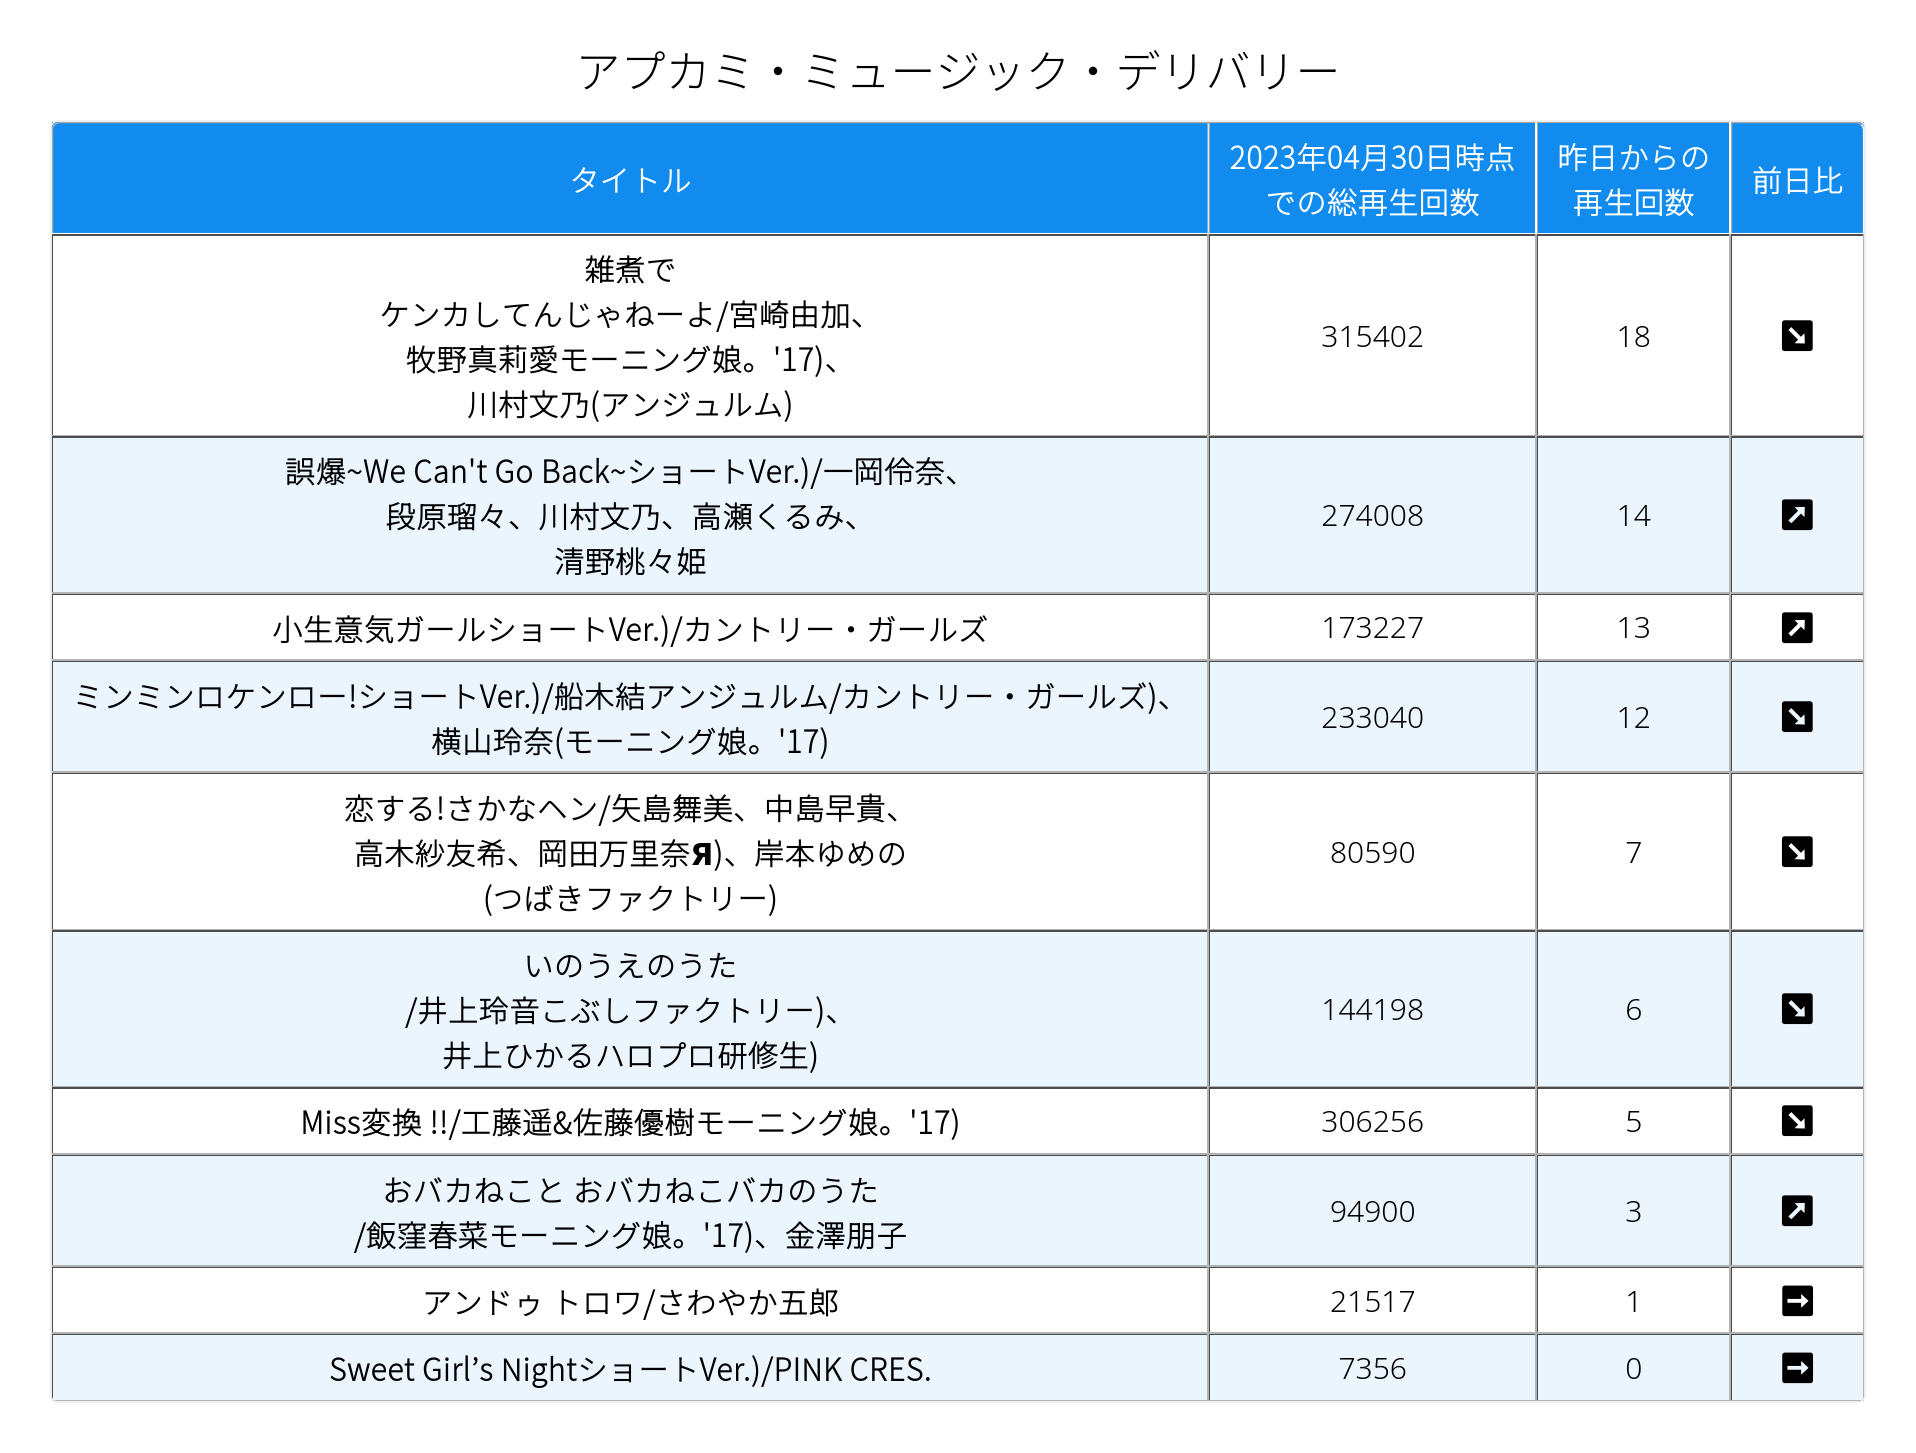 アプカミ・ミュージック・デリバリー
タイトル
2023年04月30日時点
での総再生回数
昨日からの
再生回数
前日比
雑煮で
ケンカしてんじゃねーよ/宮崎由加、
牧野真莉愛モーニング娘。'17)、
川村文乃(アンジュルム)
315402
18
↘
誤爆~We Can't Go Back~ショートVer.)/一岡伶奈、
段原瑠々、川村文乃、高瀬くるみ、
清野桃々姫
274008
14
↗
小生意気ガールショートVer.)/カントリー・ガールズ
173227
13
↗
ミンミンロケンロー!ショートVer.)/船木結アンジュルム/カントリー・ガールズ)、
横山玲奈(モーニング娘。'17)
233040
12
↘
恋する!さかなヘン/矢島舞美、中島早貴、
高木紗友希、岡田万里奈Я)、岸本ゆめの
(つばきファクトリー)
80590
7
↘
いのうえのうた
/井上玲音こぶしファクトリー)、
井上ひかるハロプロ研修生)
144198
6
↘
Miss変換 !!/工藤遥&佐藤優樹モーニング娘。'17)
306256
5
↘
おバカねこと おバカねこバカのうた
/飯窪春菜モーニング娘。'17)、金澤朋子
94900
3
↗
アンドゥ トロワ/さわやか五郎
21517
1
→
Sweet Girl’s NightショートVer.)/PINK CRES.
7356
0
→